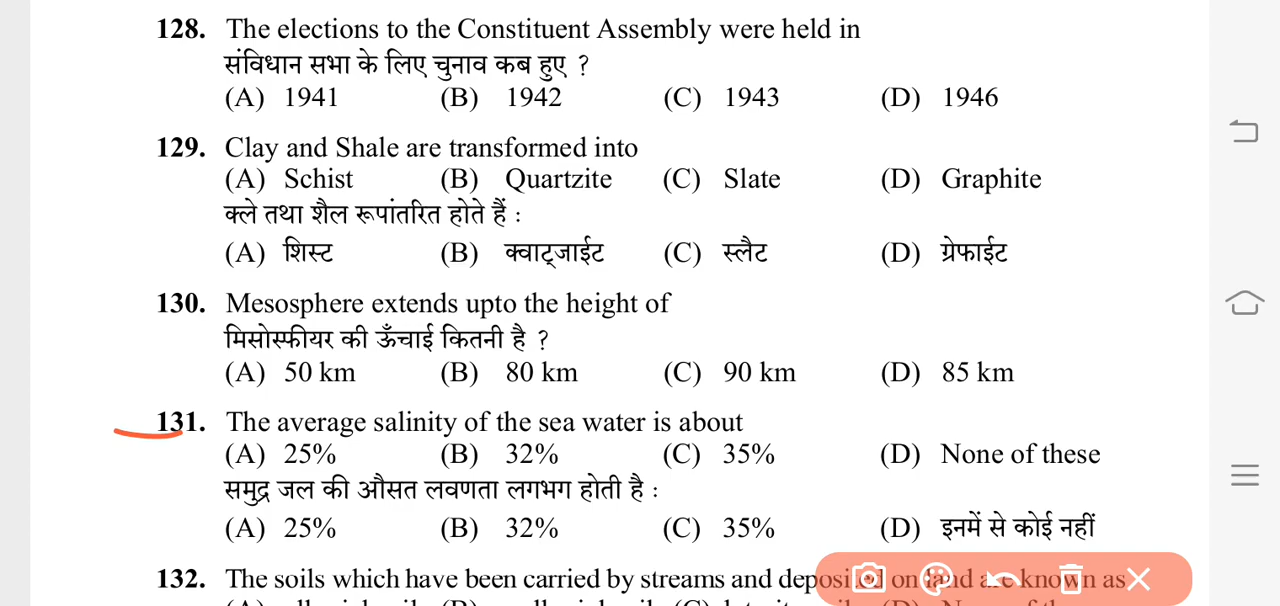 128. The elections to the Constituent Assembly were held in
संविधान सभा के लिए चुनाव कब हुए ?
(A) 1941 (B) 1942 (C) 1943 (D) 1946
129. Clay and Shale are transformed into
(A) Schist (B) Quartzite (C) Slate (D) Graphite
क्ले तथा शैल रूपांतरित होते हैं :
(A) शिस्ट (B) क्वाट्जाईट (C) स्लैट (D) ग्रेफाईट
130. Mesosphere extends upto the height of
मिसोस्फीयर की ऊँचाई कितनी है ?
(A) 50 km (B) 80 km (C) 90 km (D) 85 km
131. The average salinity of the sea water is about
(A) 25% (B) 32% (C) 35% (D) None of these
समुद्र जल की औसत लवणता लगभग होती है :
(A) 25% (B) 32% (C) 35% (D) इनमें से कोई नहीं
132. The soils which have been carried by streams and deposited on land are known as